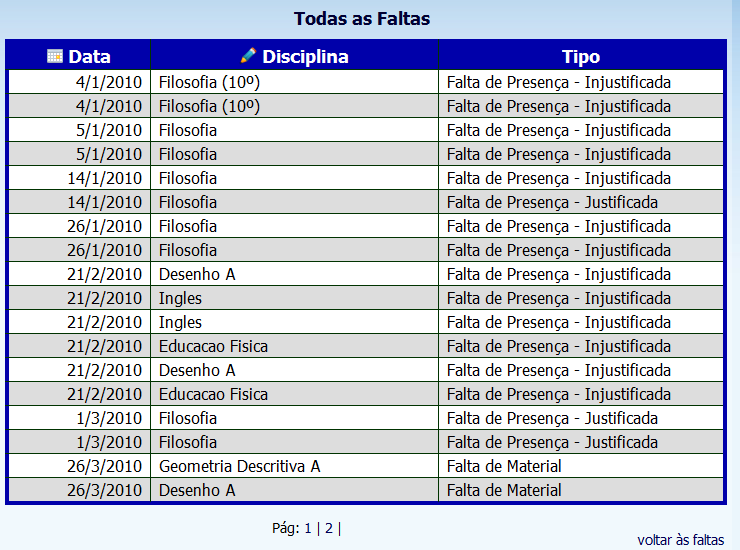 Todas as Faltas
Data Disciplina Tipo
4/1/2010 Filosofia (10º) Falta de Presença - Injustificada
4/1/2010 Filosofia (10º) Falta de Presença - Injustificada
5/1/2010 Filosofia Falta de Presença - Injustificada
5/1/2010 Filosofia Falta de Presença - Injustificada
14/1/2010 Filosofia Falta de Presença - Injustificada
14/1/2010 Filosofia Falta de Presença - Justificada
26/1/2010 Filosofia Falta de Presença - Injustificada
26/1/2010 Filosofia Falta de Presença - Injustificada
21/2/2010 Desenho A Falta de Presença - Injustificada
21/2/2010 Ingles Falta de Presença - Injustificada
21/2/2010 Ingles Falta de Presença - Injustificada
21/2/2010 Educacao Fisica Falta de Presença - Injustificada
21/2/2010 Desenho A Falta de Presença - Injustificada
21/2/2010 Educacao Fisica Falta de Presença - Injustificada
1/3/2010 Filosofia Falta de Presença - Justificada
1/3/2010 Filosofia Falta de Presença - Justificada
26/3/2010 Geometria Descritiva A Falta de Material
26/3/2010 Desenho A Falta de Material
Pág: 1 | 2 |
voltar às faltas